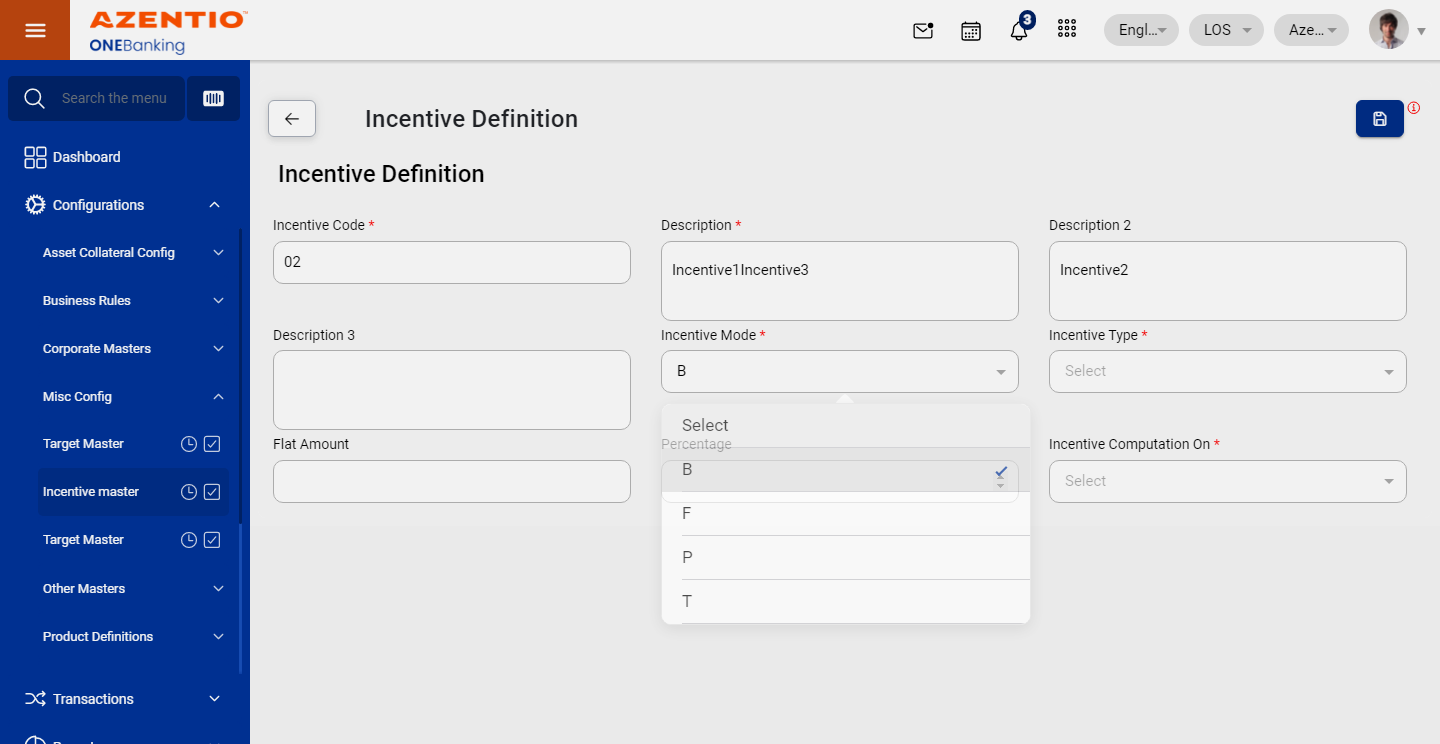 AZENTIO™
ONEBanking
3
Engl...
LOS
Aze...
Search the menu
Dashboard
Configurations
Asset Collateral Config
Business Rules
Corporate Masters
Misc Config
Target Master
Incentive master
Target Master
Other Masters
Product Definitions
Transactions
Incentive Definition
Incentive Definition
Incentive Code *
02
Description *
Incentive1Incentive3
Description 2
Incentive2
Description 3
Incentive Mode *
B
Incentive Type *
Select
Flat Amount
Percentage
Incentive Computation On *
Select
Select
B
F
P
T